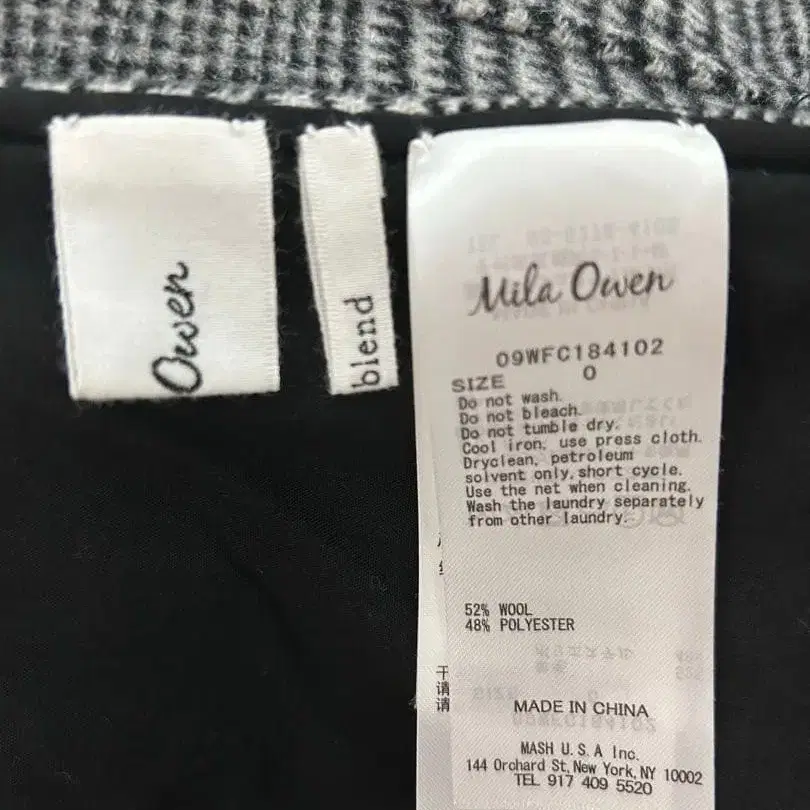 Owen
blend
Mila Owen
09WFC184102
SIZE 0
Do not wash.
Do not bleach.
Do not tumble dry.
Cool iron, use press cloth.
Dryclean, petroleum
solvent only, short cycle.
Use the net when cleaning.
Wash the laundry separately
from other laundry.
52% WOOL
48% POLYESTER
干
请
请
MADE IN CHINA
MASH U.S.A Inc.
144 Orchard St, New York, NY 10002
TEL 917 409 5520